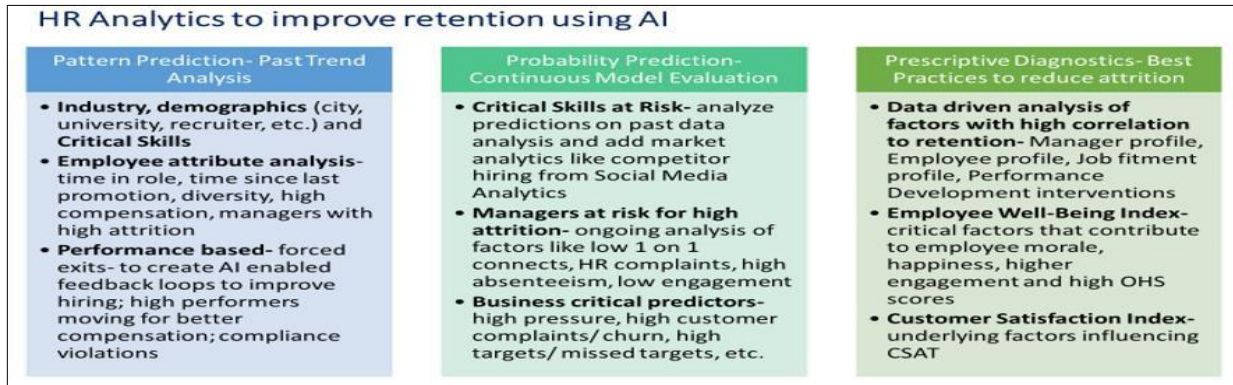 HR Analytics to improve retention using AI
Pattern Prediction- Past Trend
Analysis
• Industry, demographics (city,
university, recruiter, etc.) and
Critical Skills
• Employee attribute analysis-
time in role, time since last
promotion, diversity, high
compensation, managers with
high attrition
• Performance based- forced
exits- to create AI enabled
feedback loops to improve
hiring; high performers
moving for better
compensation; compliance
violations
Probability Prediction-
Continuous Model Evaluation
• Critical Skills at Risk- analyze
predictions on past data
analysis and add market
analytics like competitor
hiring from Social Media
Analytics
• Managers at risk for high
attrition- ongoing analysis of
factors like low 1 on 1
connects, HR complaints, high
absenteeism, low engagement
• Business critical predictors-
high pressure, high customer
complaints/ churn, high
targets/ missed targets, etc.
Prescriptive Diagnostics- Best
Practices to reduce attrition
• Data driven analysis of
factors with high correlation
to retention- Manager profile,
Employee profile, Job fitment
profile, Performance
Development interventions
• Employee Well-Being Index-
critical factors that contribute
to employee morale,
happiness, higher
engagement and high OHS
scores
• Customer Satisfaction Index-
underlying factors influencing
CSAT